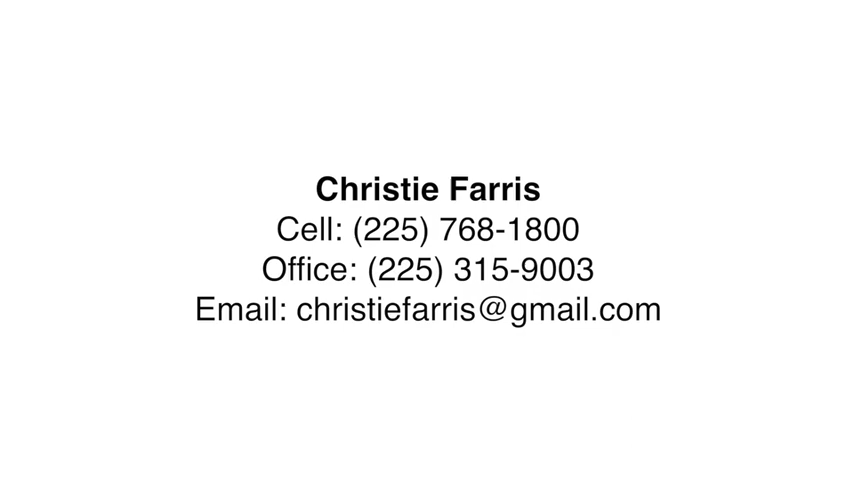 Christie Farris
Cell: (225) 768-1800
Office: (225) 315-9003
Email: christiefarris@gmail.com